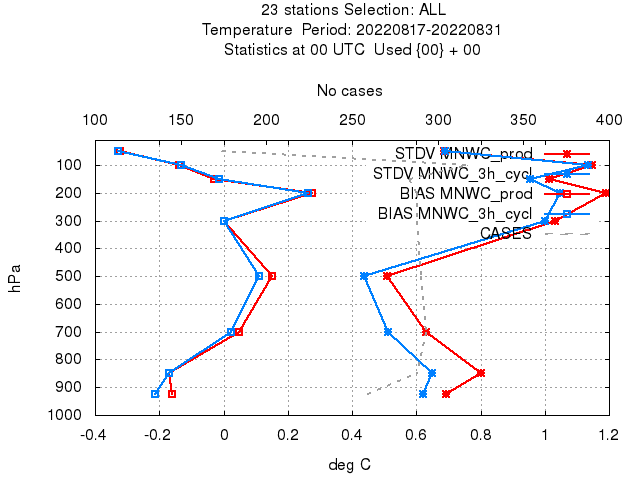 23 stations Selection: ALL
Temperature  Period: 20220817-20220831
Statistics at 00 UTC  Used {00} + 00
No cases
100 150 200 250 300 350 400
STDV MNWC_prod
STDV MNWC_3h_cycl
BIAS MNWC_prod
BIAS MNWC_3h_cycl
CASES
hPa
100
200
300
400
500
600
700
800
900
1000
-0.4 -0.2 0 0.2 0.4 0.6 0.8 1 1.2
deg C